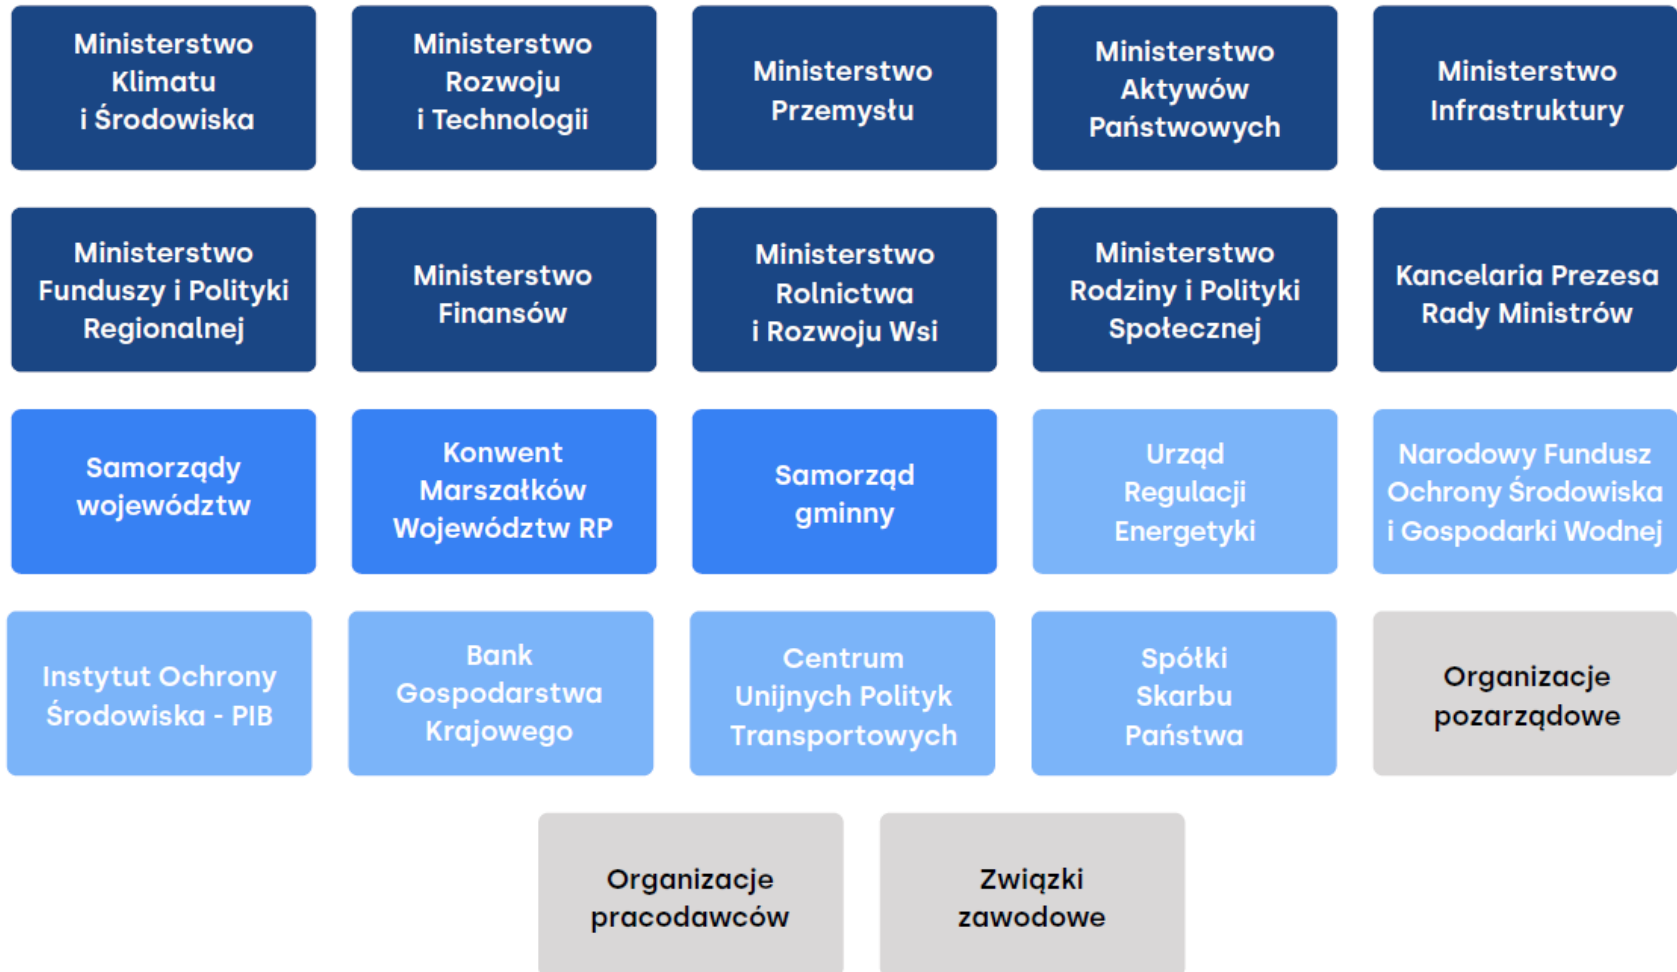 Ministerstwo
Klimatu
i Środowiska
Ministerstwo
Rozwoju
i Technologii
Ministerstwo
Przemysłu
Ministerstwo
Aktywów
Państwowych
Ministerstwo
Infrastruktury
Ministerstwo
Funduszy i Polityki
Regionalnej
Ministerstwo
Finansów
Ministerstwo
Rolnictwa
i Rozwoju Wsi
Ministerstwo
Rodziny i Polityki
Społecznej
Kancelaria Prezesa
Rady Ministrów
Samorządy
województw
Konwent
Marszałków
Województw RP
Samorząd
gminny
Urząd
Regulacji
Energetyki
Narodowy Fundusz
Ochrony Środowiska
i Gospodarki Wodnej
Instytut Ochrony
Środowiska - PIB
Bank
Gospodarstwa
Krajowego
Centrum
Unijnych Polityk
Transportowych
Spółki
Skarbu
Państwa
Organizacje
pozarządowe
Organizacje
pracodawców
Związki
zawodowe